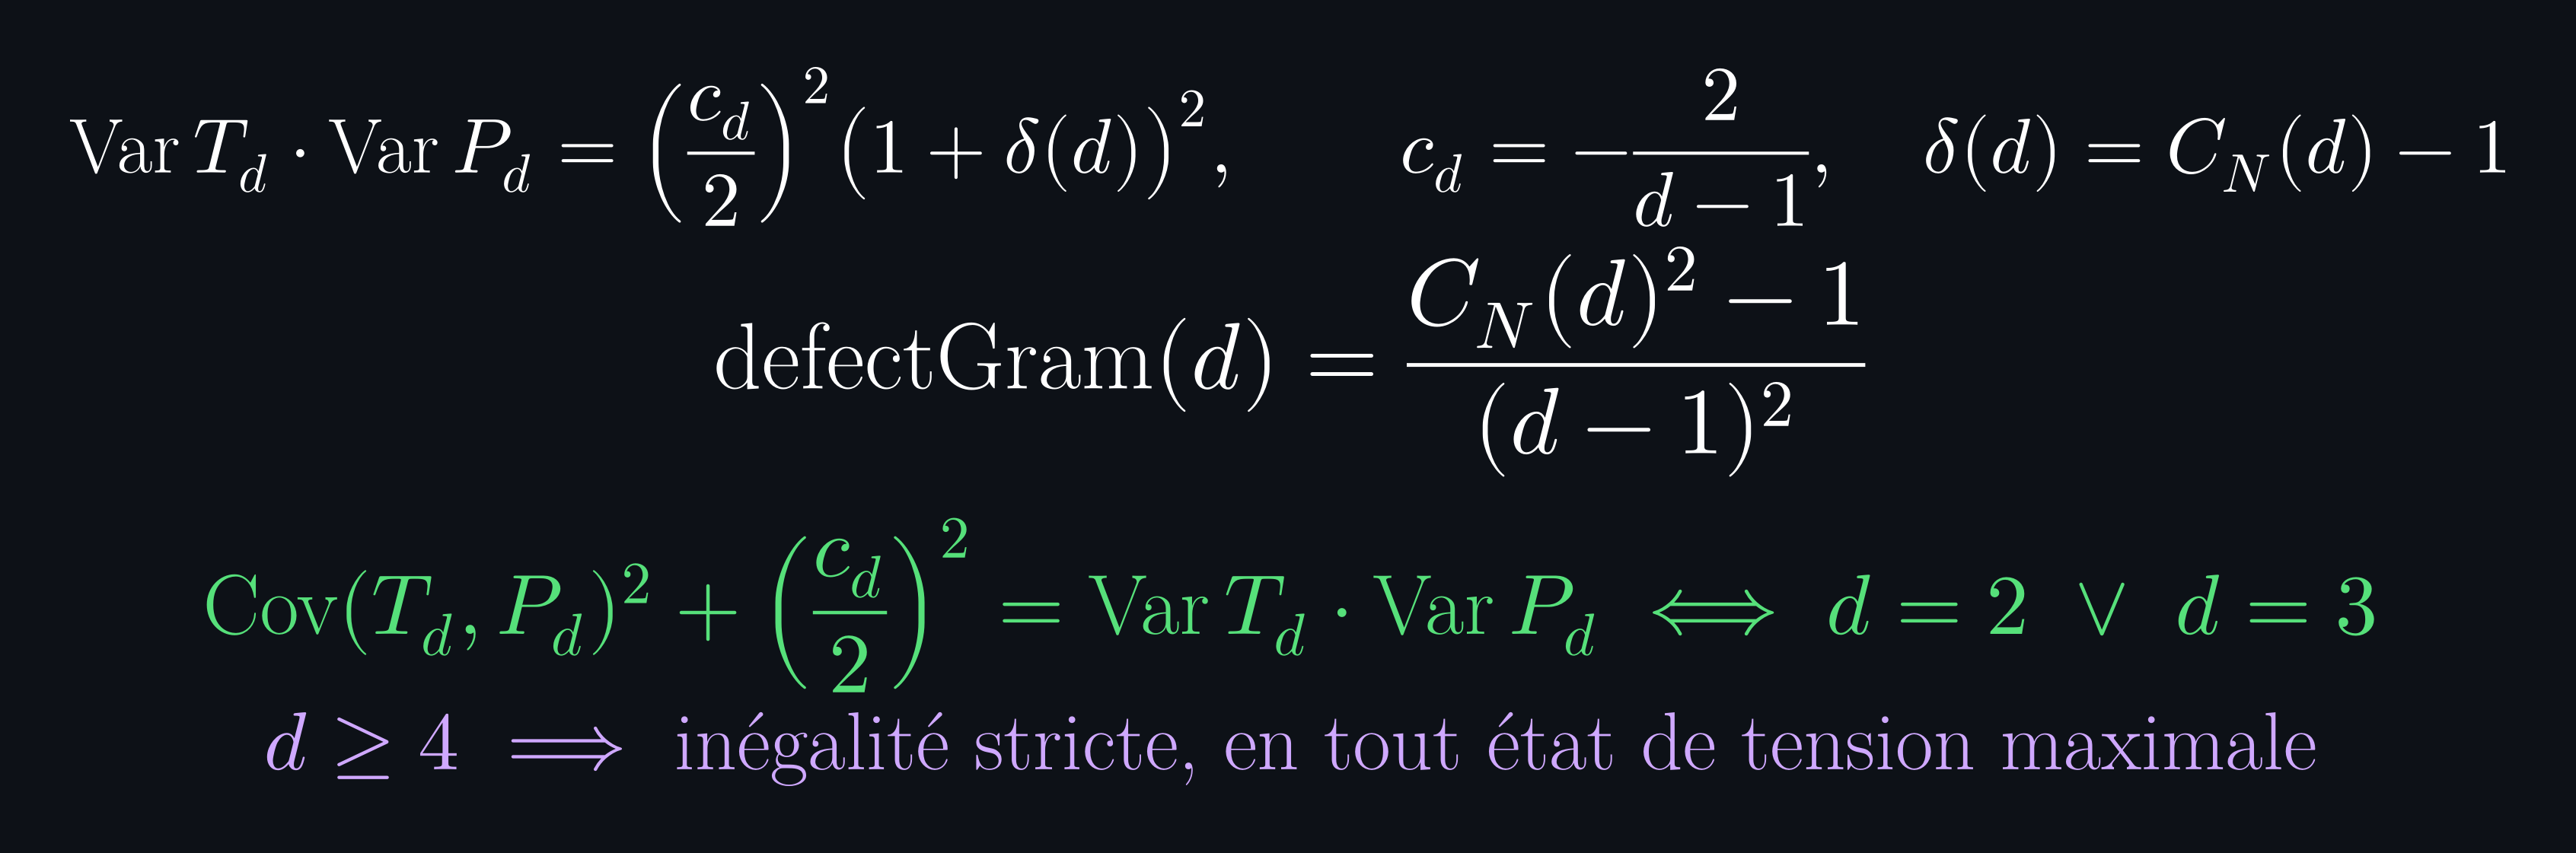 Var T_d · Var P_d = (c_d/2)² (1 + δ(d))², c_d = −2/(d − 1), δ(d) = C_N(d) − 1
defectGram(d) = (C_N(d)² − 1)/(d − 1)²
Cov(T_d, P_d)² + (c_d/2)² = Var T_d · Var P_d ⟺ d = 2 ∨ d = 3
d ≥ 4 ⟹ inégalité stricte, en tout état de tension maximale